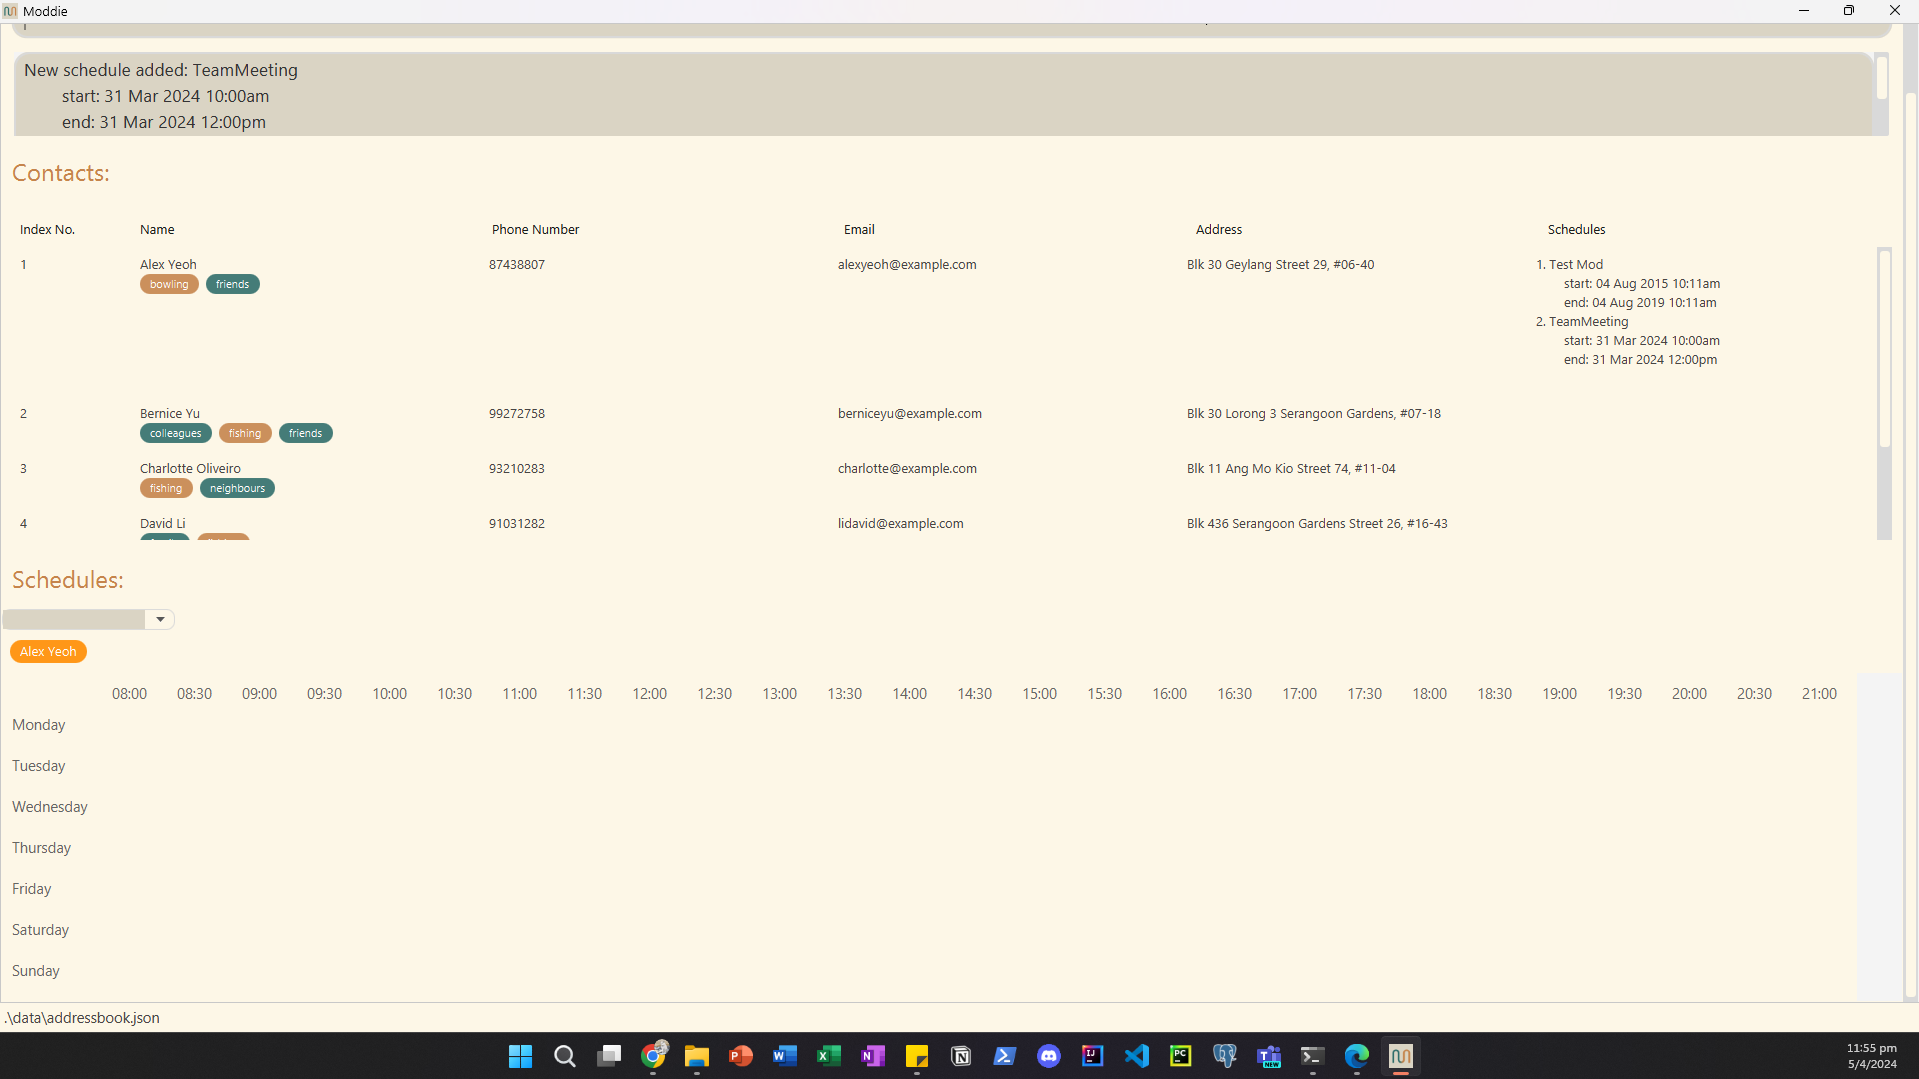 Moddie
New schedule added: TeamMeeting
start: 31 Mar 2024 10:00am
end: 31 Mar 2024 12:00pm
Contacts:
Index No. Name Phone Number Email Address Schedules
1 Alex Yeoh 87438807 alexyeoh@example.com Blk 30 Geylang Street 29, #06-40 1. Test Mod
bowling friends start: 04 Aug 2015 10:11am
end: 04 Aug 2019 10:11am
2. TeamMeeting
start: 31 Mar 2024 10:00am
end: 31 Mar 2024 12:00pm
2 Bernice Yu 99272758 berniceyu@example.com Blk 30 Lorong 3 Serangoon Gardens, #07-18
colleagues fishing friends
3 Charlotte Oliveiro 93210283 charlotte@example.com Blk 11 Ang Mo Kio Street 74, #11-04
fishing neighbours
4 David Li 91031282 lidavid@example.com Blk 436 Serangoon Gardens Street 26, #16-43
Schedules:
Alex Yeoh
08:00 08:30 09:00 09:30 10:00 10:30 11:00 11:30 12:00 12:30 13:00 13:30 14:00 14:30 15:00 15:30 16:00 16:30 17:00 17:30 18:00 18:30 19:00 19:30 20:00 20:30 21:00
Monday
Tuesday
Wednesday
Thursday
Friday
Saturday
Sunday
.\data\addressbook.json
11:55 pm
5/4/2024